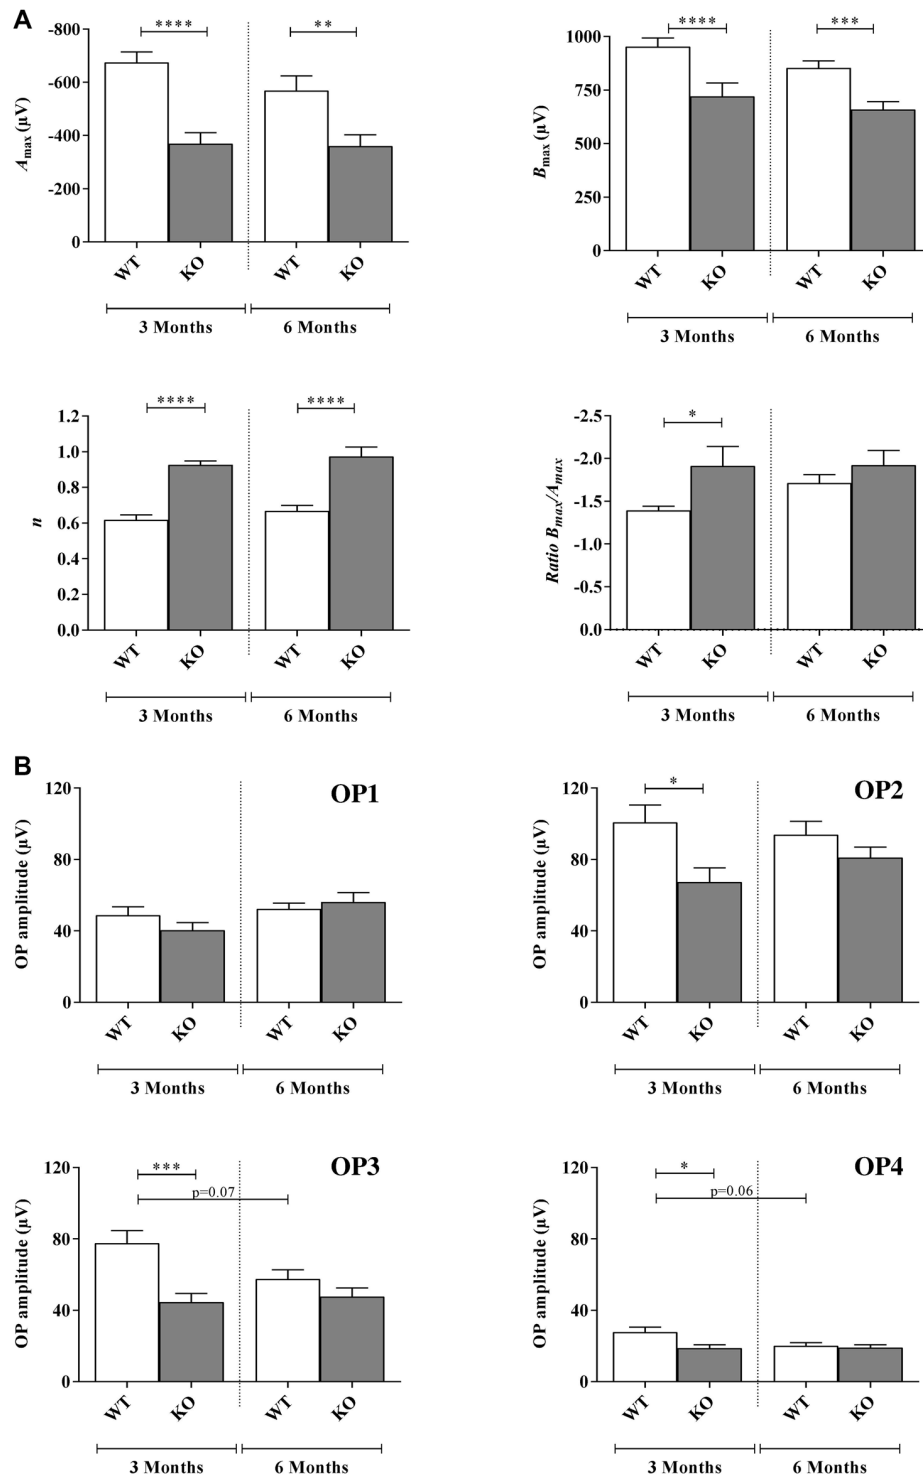 A
-800
-600
-400
-200
0
A max (µV)
****
**
WT
KO
WT
KO
3 Months
6 Months
1000
750
500
250
0
B max (µV)
****
***
WT
KO
WT
KO
3 Months
6 Months
1.2
1.0
0.8
0.6
0.4
0.2
0.0
n
****
****
WT
KO
WT
KO
3 Months
6 Months
-2.5
-2.0
-1.5
-1.0
-0.5
0.0
Ratio Bmax/Amax
*
WT
KO
WT
KO
3 Months
6 Months
B
OP1
120
80
40
0
OP amplitude (µV)
WT
KO
WT
KO
3 Months
6 Months
OP2
120
80
40
0
OP amplitude (µV)
*
WT
KO
WT
KO
3 Months
6 Months
OP3
120
80
40
0
OP amplitude (µV)
***
p=0.07
WT
KO
WT
KO
3 Months
6 Months
OP4
120
80
40
0
OP amplitude (µV)
*
p=0.06
WT
KO
WT
KO
3 Months
6 Months